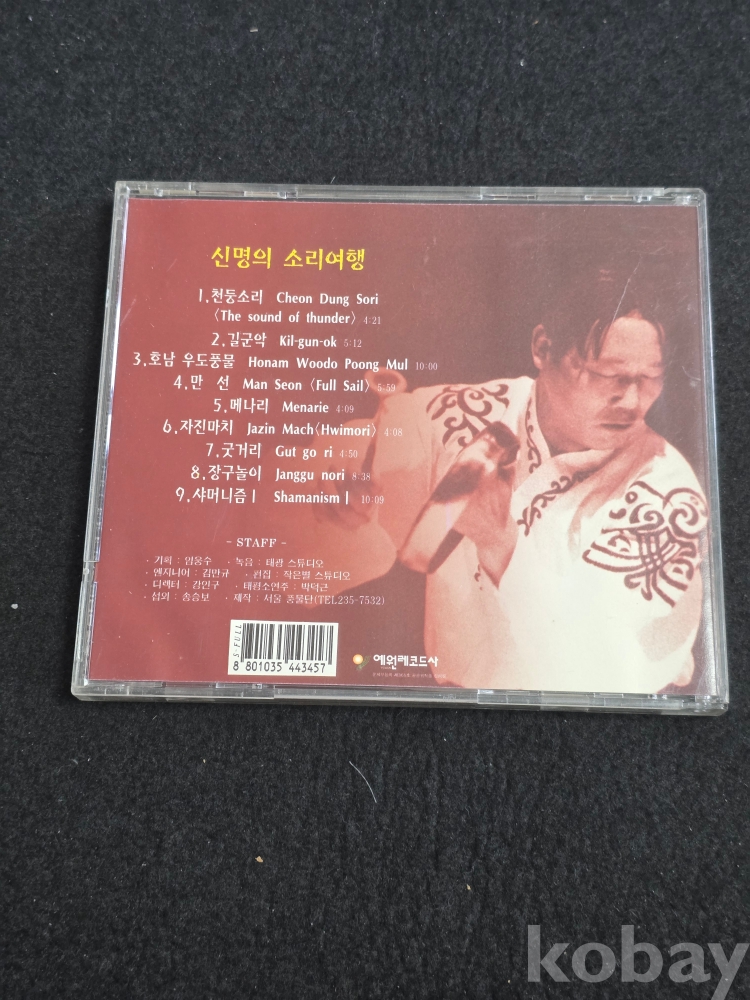 신명의 소리여행
1.천둥소리 Cheon Dung Sori
〈The sound of thunder〉 4:21
2.길군악 Kil-gun-ok 5:12
3.호남 우도풍물 Honam Woodo Poong Mul 10:00
4.만 선 Man Seon〈Full Sail〉 5:59
5.메나리 Menarie 4:09
6.자진마치 Jazin Mach〈Hwimori〉 4:08
7.굿거리 Gut go ri 4:50
8.장구놀이 Janggu nori 8:38
9.샤머니즘Ⅰ ShamanismⅠ 10:09
- STAFF -
· 기획 : 임웅수 · 녹음 : 태광 스튜디오
· 엔지니어 : 김만규 · 편집 : 작은별 스튜디오
· 디렉터 : 강인구 · 태평소연주 : 박덕근
· 섭외 : 송승보 · 제작 : 서울 풍물단(TEL235-7532)
S.FULL
8 801035 443457
예원레코드사
kobay